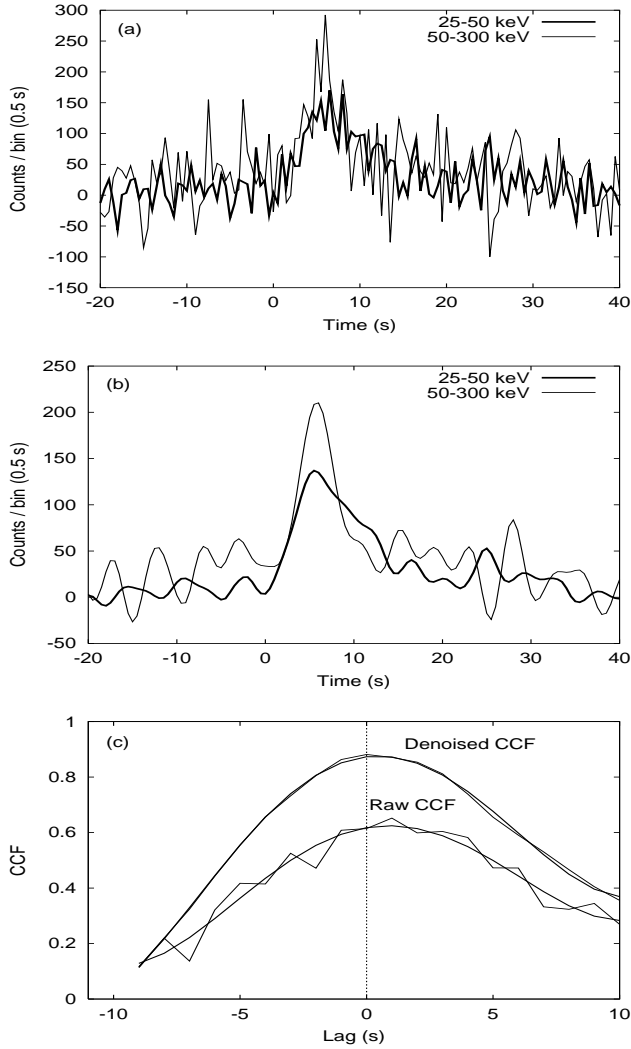 (a)
25-50 keV
50-300 keV
300
250
200
150
100
50
0
-50
-100
-150
Counts / bin (0.5 s)
-20 -10 0 10 20 30 40
Time (s)
(b)
25-50 keV
50-300 keV
250
200
150
100
50
0
-50
Counts / bin (0.5 s)
-20 -10 0 10 20 30 40
Time (s)
(c)
Denoised CCF
Raw CCF
1
0.8
0.6
0.4
0.2
0
CCF
-10 -5 0 5 10
Lag (s)